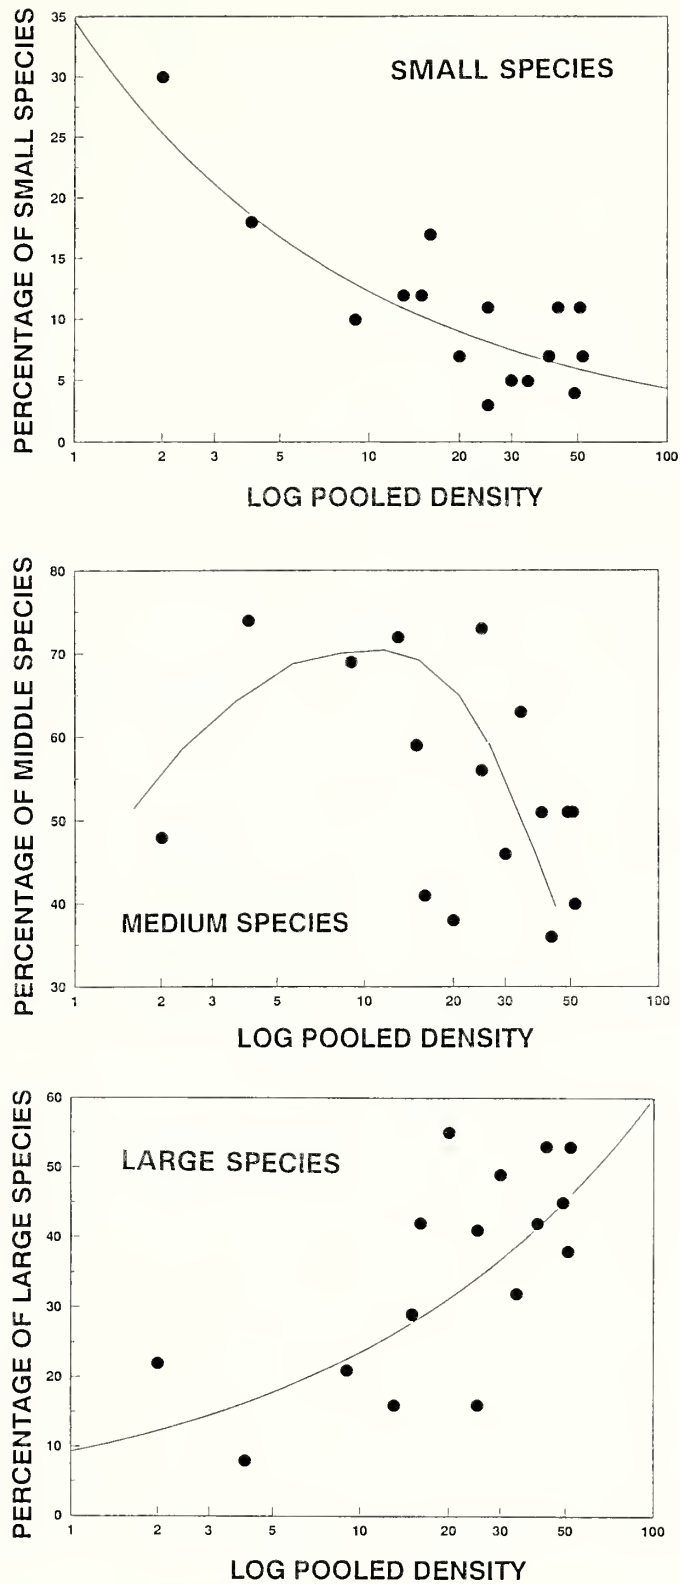 PERCENTAGE OF SMALL SPECIES
35
30
25
20
15
10
5
0
SMALL SPECIES
1 2 3 5 10 20 30 50 100
LOG POOLED DENSITY
PERCENTAGE OF MIDDLE SPECIES
80
70
60
50
40
30
MEDIUM SPECIES
1 2 3 5 10 20 30 50 100
LOG POOLED DENSITY
PERCENTAGE OF LARGE SPECIES
60
50
40
30
20
10
0
LARGE SPECIES
1 2 3 5 10 20 30 50 100
LOG POOLED DENSITY